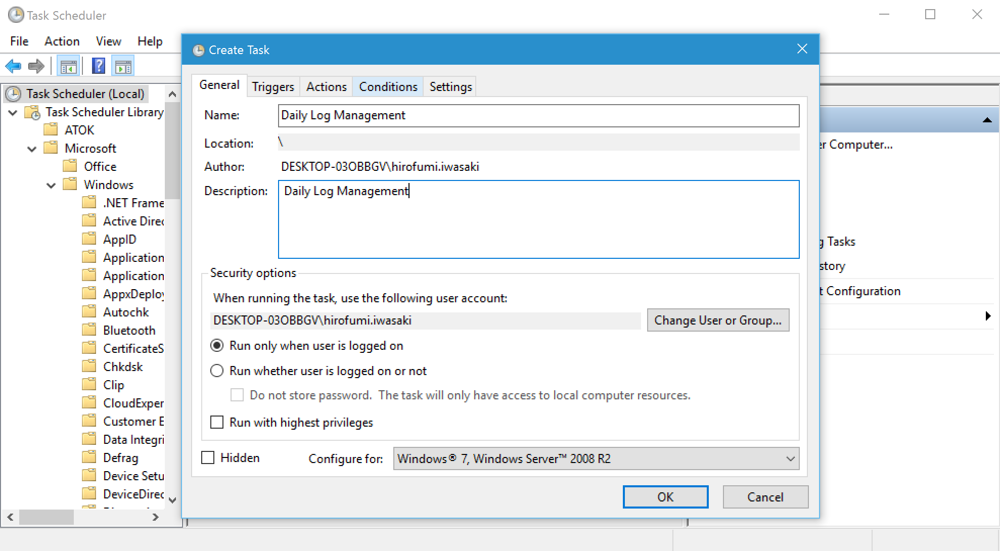 Task Scheduler
File Action View Help
Task Scheduler (Local)
Task Scheduler Library
ATOK
Microsoft
Office
Windows
.NET Frame
Active Direc
AppID
Application
Application
AppxDeploy
Autochk
Bluetooth
CertificateS
Chkdsk
Clip
CloudExper
Customer E
Data Integri
Defrag
Device Setu
DeviceDirec
Create Task
General Triggers Actions Conditions Settings
Name: Daily Log Management
Location: \
Author: DESKTOP-03OBBGV\hirofumi.iwasaki
Description: Daily Log Management
Security options
When running the task, use the following user account:
DESKTOP-03OBBGV\hirofumi.iwasaki Change User or Group...
Run only when user is logged on
Run whether user is logged on or not
Do not store password. The task will only have access to local computer resources.
Run with highest privileges
Hidden Configure for: Windows® 7, Windows Server™ 2008 R2
OK Cancel
er Computer...
g Tasks
story
t Configuration